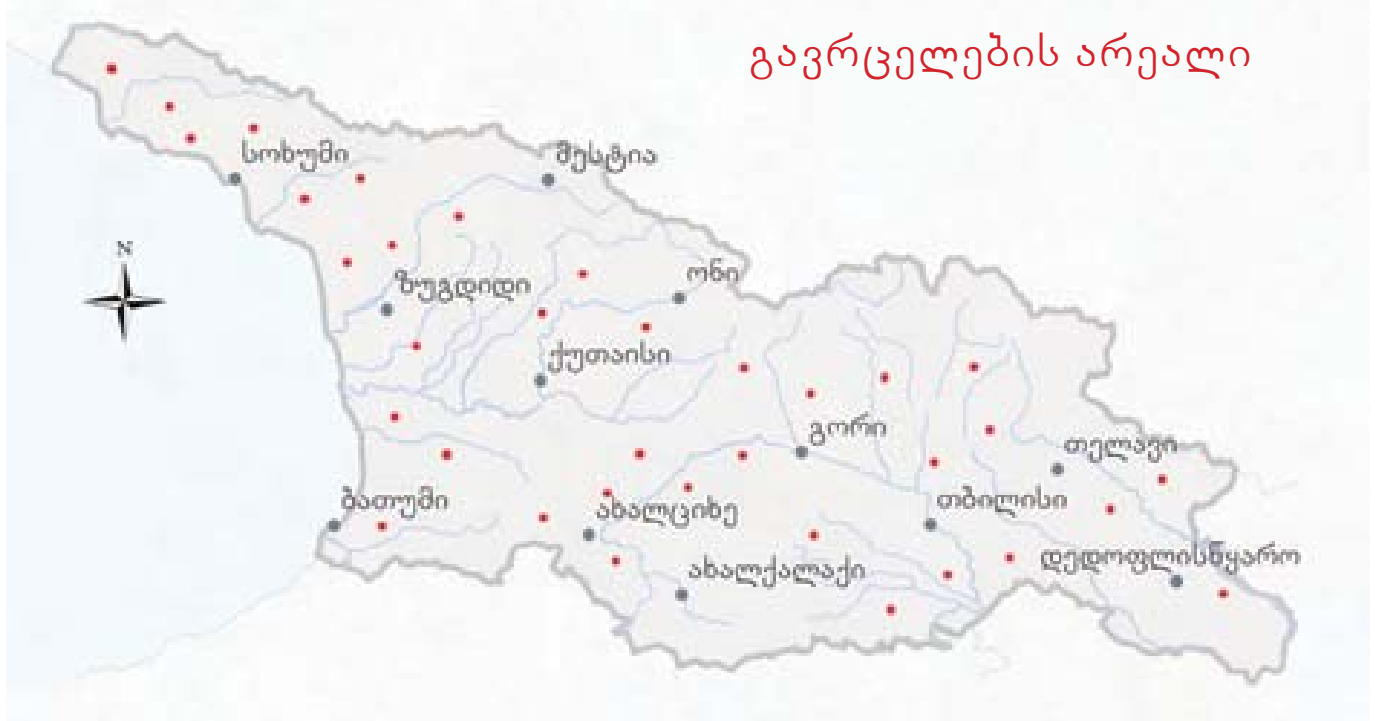 გავრცელების არეალი
სოხუმი
მესტია
N
ონი
ზუგდიდი
ქუთაისი
გორი
თელავი
ბათუმი
ახალციხე
თბილისი
დედოფლისწყარო
ახალქალაქი